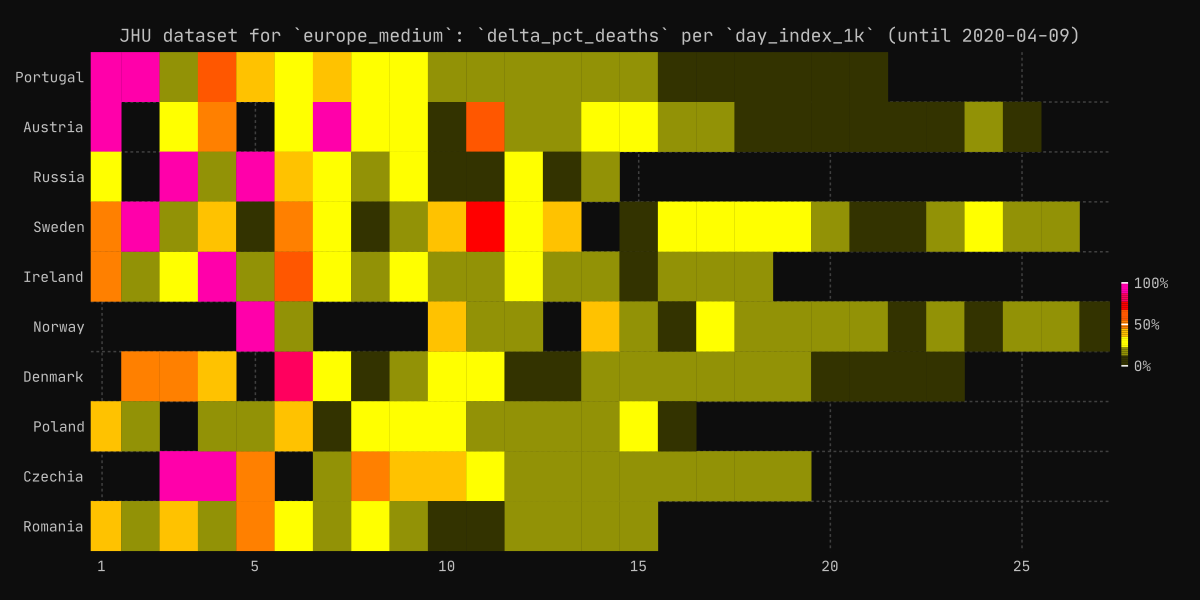 JHU dataset for `europe_medium`: `delta_pct_deaths` per `day_index_1k` (until 2020-04-09)
Portugal
Austria
Russia
Sweden
Ireland
Norway
Denmark
Poland
Czechia
Romania
1 5 10 15 20 25
100%
50%
0%